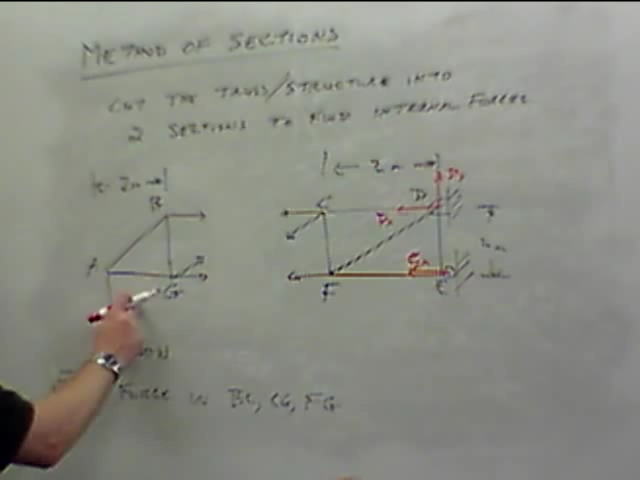 METHOD OF SECTIONS
CUT THE TRUSS/STRUCTURE INTO
2 SECTIONS TO FIND INTERNAL FORCES
2m
2m
B
C
D
A
G
F
E
FORCE IN BC, CG, FG